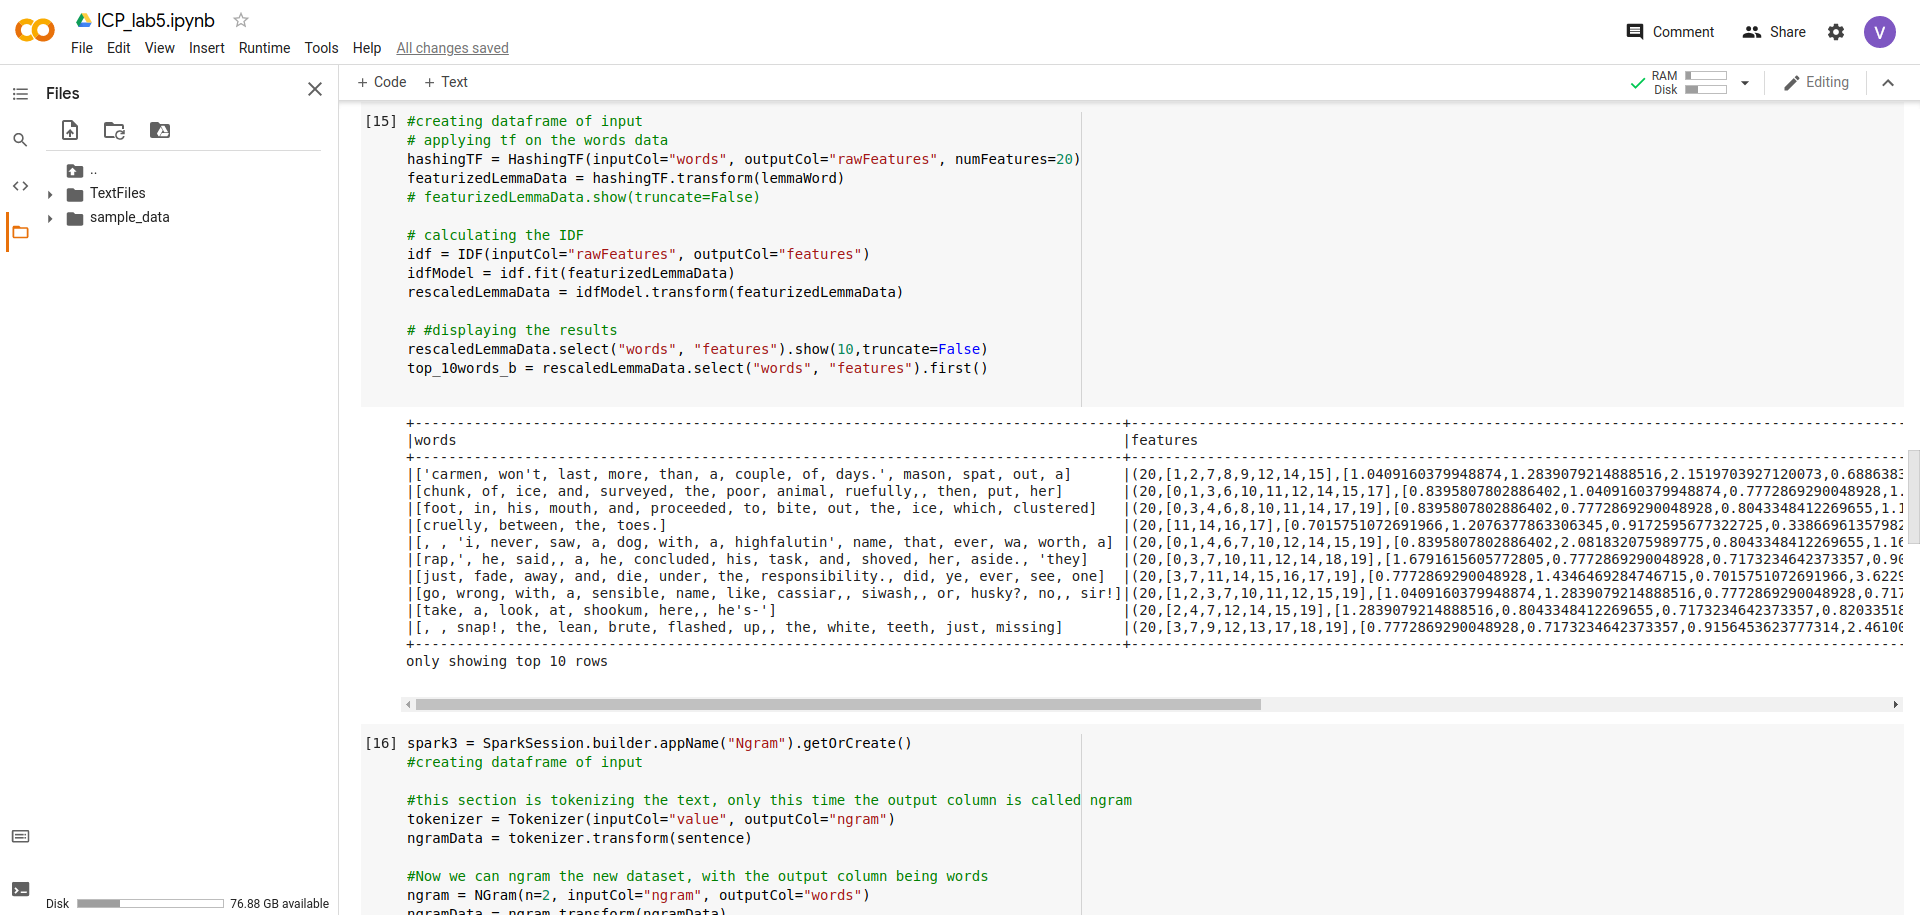 ICP_lab5.ipynb
File Edit View Insert Runtime Tools Help All changes saved
Comment Share V
Files
+ Code + Text
RAM
Disk
Editing
..
TextFiles
sample_data
[15] #creating dataframe of input
# applying tf on the words data
hashingTF = HashingTF(inputCol="words", outputCol="rawFeatures", numFeatures=20)
featurizedLemmaData = hashingTF.transform(lemmaWord)
# featurizedLemmaData.show(truncate=False)
# calculating the IDF
idf = IDF(inputCol="rawFeatures", outputCol="features")
idfModel = idf.fit(featurizedLemmaData)
rescaledLemmaData = idfModel.transform(featurizedLemmaData)
# #displaying the results
rescaledLemmaData.select("words", "features").show(10,truncate=False)
top_10words_b = rescaledLemmaData.select("words", "features").first()
|words |features
|['carmen, won't, last, more, than, a, couple, of, days.', mason, spat, out, a] |(20,[1,2,7,8,9,12,14,15],[1.0409160379948874,1.2839079214888516,2.1519703927120073,0.6886383
|[chunk, of, ice, and, surveyed, the, poor, animal, ruefully,, then, put, her] |(20,[0,1,3,6,10,11,12,14,15,17],[0.8395807802886402,1.0409160379948874,0.7772869290048928,1.
|[foot, in, his, mouth, and, proceeded, to, bite, out, the, ice, which, clustered] |(20,[0,3,4,6,8,10,11,14,17,19],[0.8395807802886402,0.7772869290048928,0.8043348412269655,1.1
|[cruelly, between, the, toes.] |(20,[11,14,16,17],[0.7015751072691966,1.2076377863306345,0.9172595677322725,0.33866961357982
|[, , 'i, never, saw, a, dog, with, a, highfalutin', name, that, ever, wa, worth, a] |(20,[0,1,4,6,7,10,12,14,15,19],[0.8395807802886402,2.081832075989775,0.8043348412269655,1.16
|[rap,', he, said,, a, he, concluded, his, task, and, shoved, her, aside., 'they] |(20,[0,3,7,10,11,12,14,18,19],[1.6791615605772805,0.7772869290048928,0.7173234642373357,0.90
|[just, fade, away, and, die, under, the, responsibility., did, ye, ever, see, one] |(20,[3,7,11,14,15,16,17,19],[0.7772869290048928,1.4346469284746715,0.7015751072691966,3.6229
|[go, wrong, with, a, sensible, name, like, cassiar,, siwash,, or, husky?, no,, sir!]|(20,[1,2,3,7,10,11,12,15,19],[1.0409160379948874,1.2839079214888516,0.7772869290048928,0.717
|[take, a, look, at, shookum, here,, he's-'] |(20,[2,4,7,12,14,15,19],[1.2839079214888516,0.8043348412269655,0.7173234642373357,0.82033518
|[, , snap!, the, lean, brute, flashed, up,, the, white, teeth, just, missing] |(20,[3,7,9,12,13,17,18,19],[0.7772869290048928,0.7173234642373357,0.9156453623777314,2.46100
only showing top 10 rows
[16] spark3 = SparkSession.builder.appName("Ngram").getOrCreate()
#creating dataframe of input
#this section is tokenizing the text, only this time the output column is called ngram
tokenizer = Tokenizer(inputCol="value", outputCol="ngram")
ngramData = tokenizer.transform(sentence)
#Now we can ngram the new dataset, with the output column being words
ngram = NGram(n=2, inputCol="ngram", outputCol="words")
ngramData = ngram.transform(ngramData)
Disk 76.88 GB available